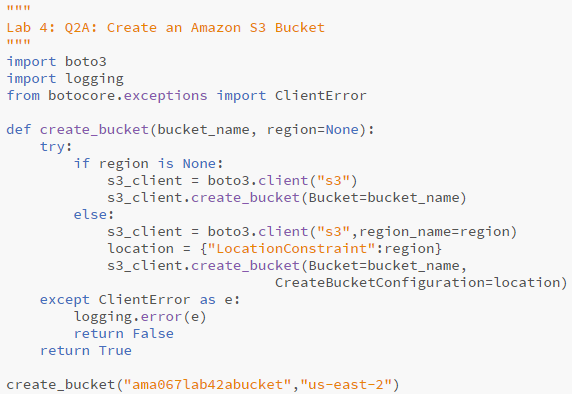 """
Lab 4: Q2A: Create an Amazon S3 Bucket
"""
import boto3
import logging
from botocore.exceptions import ClientError

def create_bucket(bucket_name, region=None):
    try:
        if region is None:
            s3_client = boto3.client("s3")
            s3_client.create_bucket(Bucket=bucket_name)
        else:
            s3_client = boto3.client("s3",region_name=region)
            location = {"LocationConstraint":region}
            s3_client.create_bucket(Bucket=bucket_name,
                                CreateBucketConfiguration=location)
    except ClientError as e:
        logging.error(e)
        return False
    return True

create_bucket("ama067lab42abucket","us-east-2")